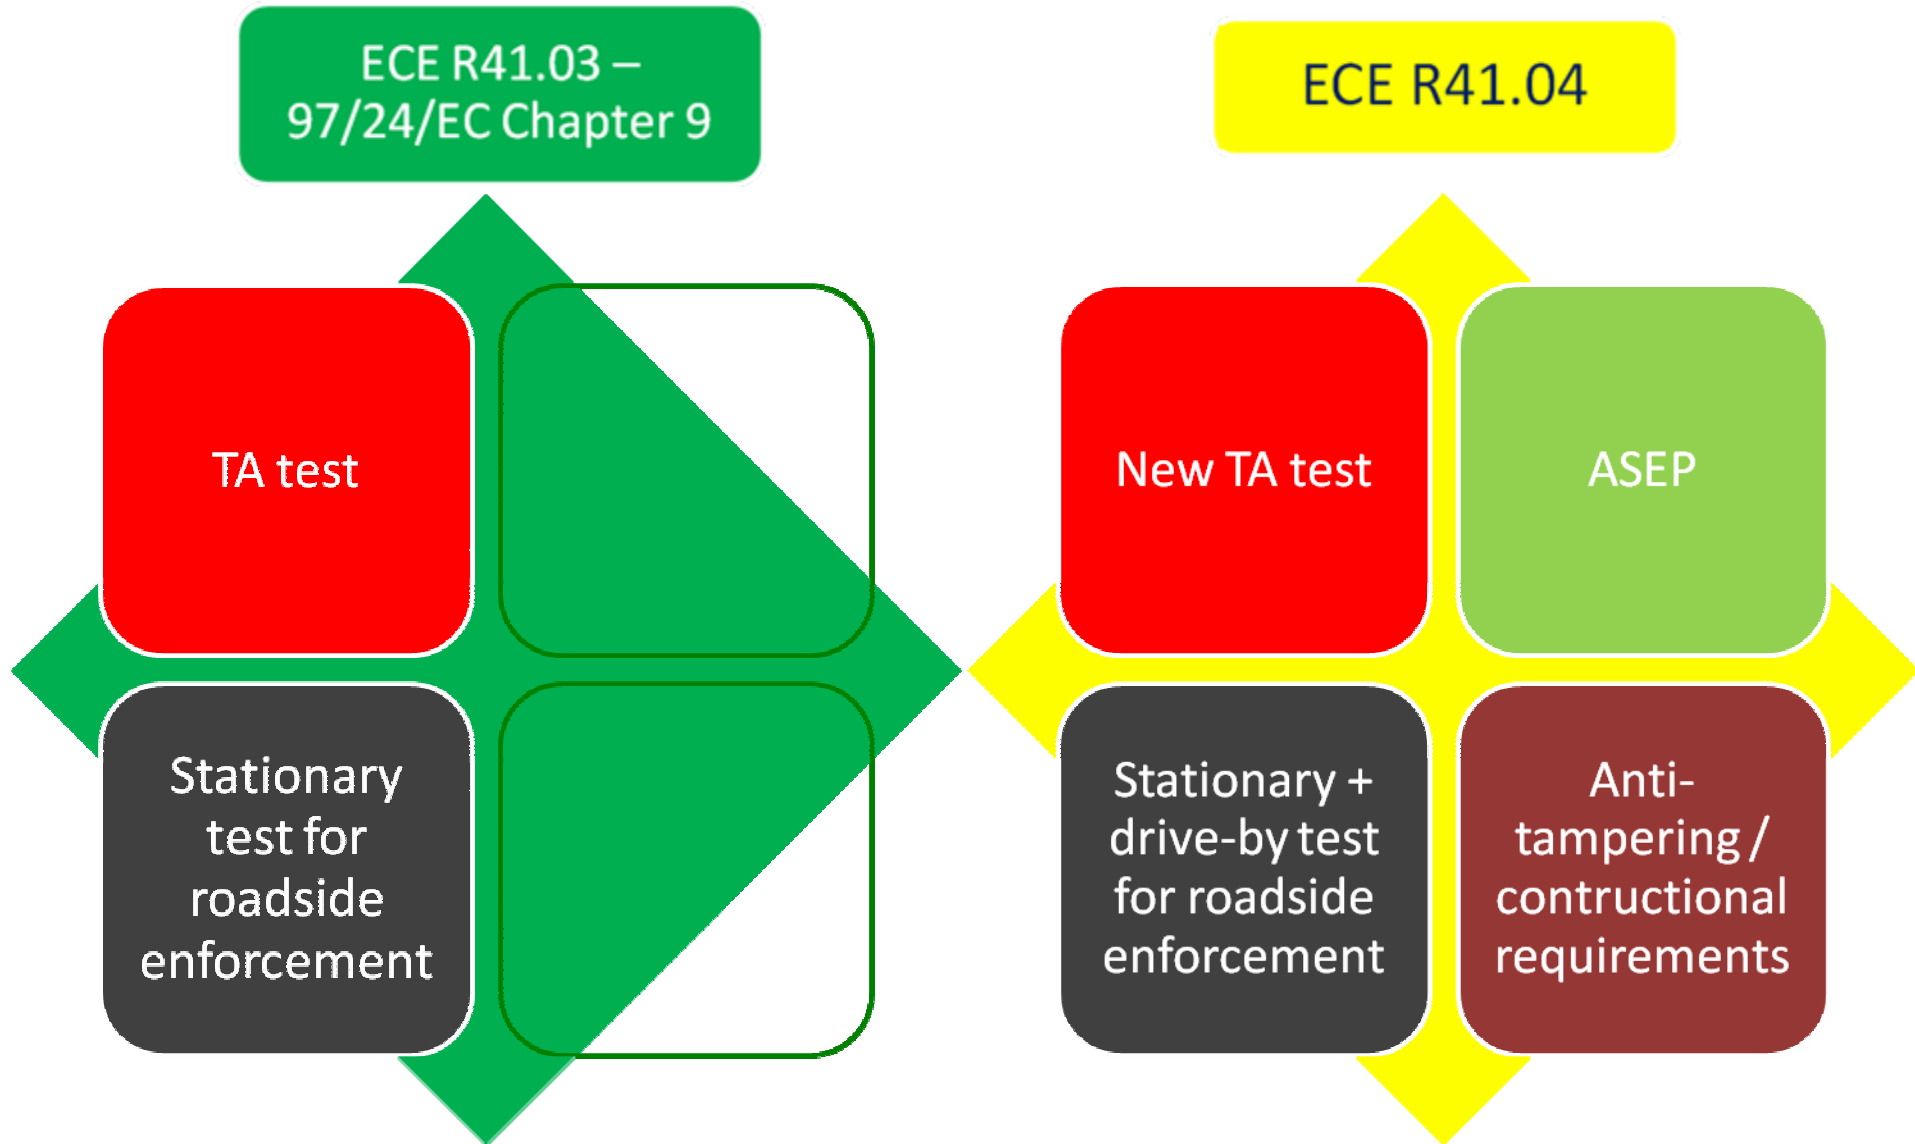 ECE R41.03 –
97/24/EC Chapter 9
TA test
Stationary
test for
roadside
enforcement
ECE R41.04
New TA test
ASEP
Stationary +
drive-by test
for roadside
enforcement
Anti-
tampering /
contructional
requirements